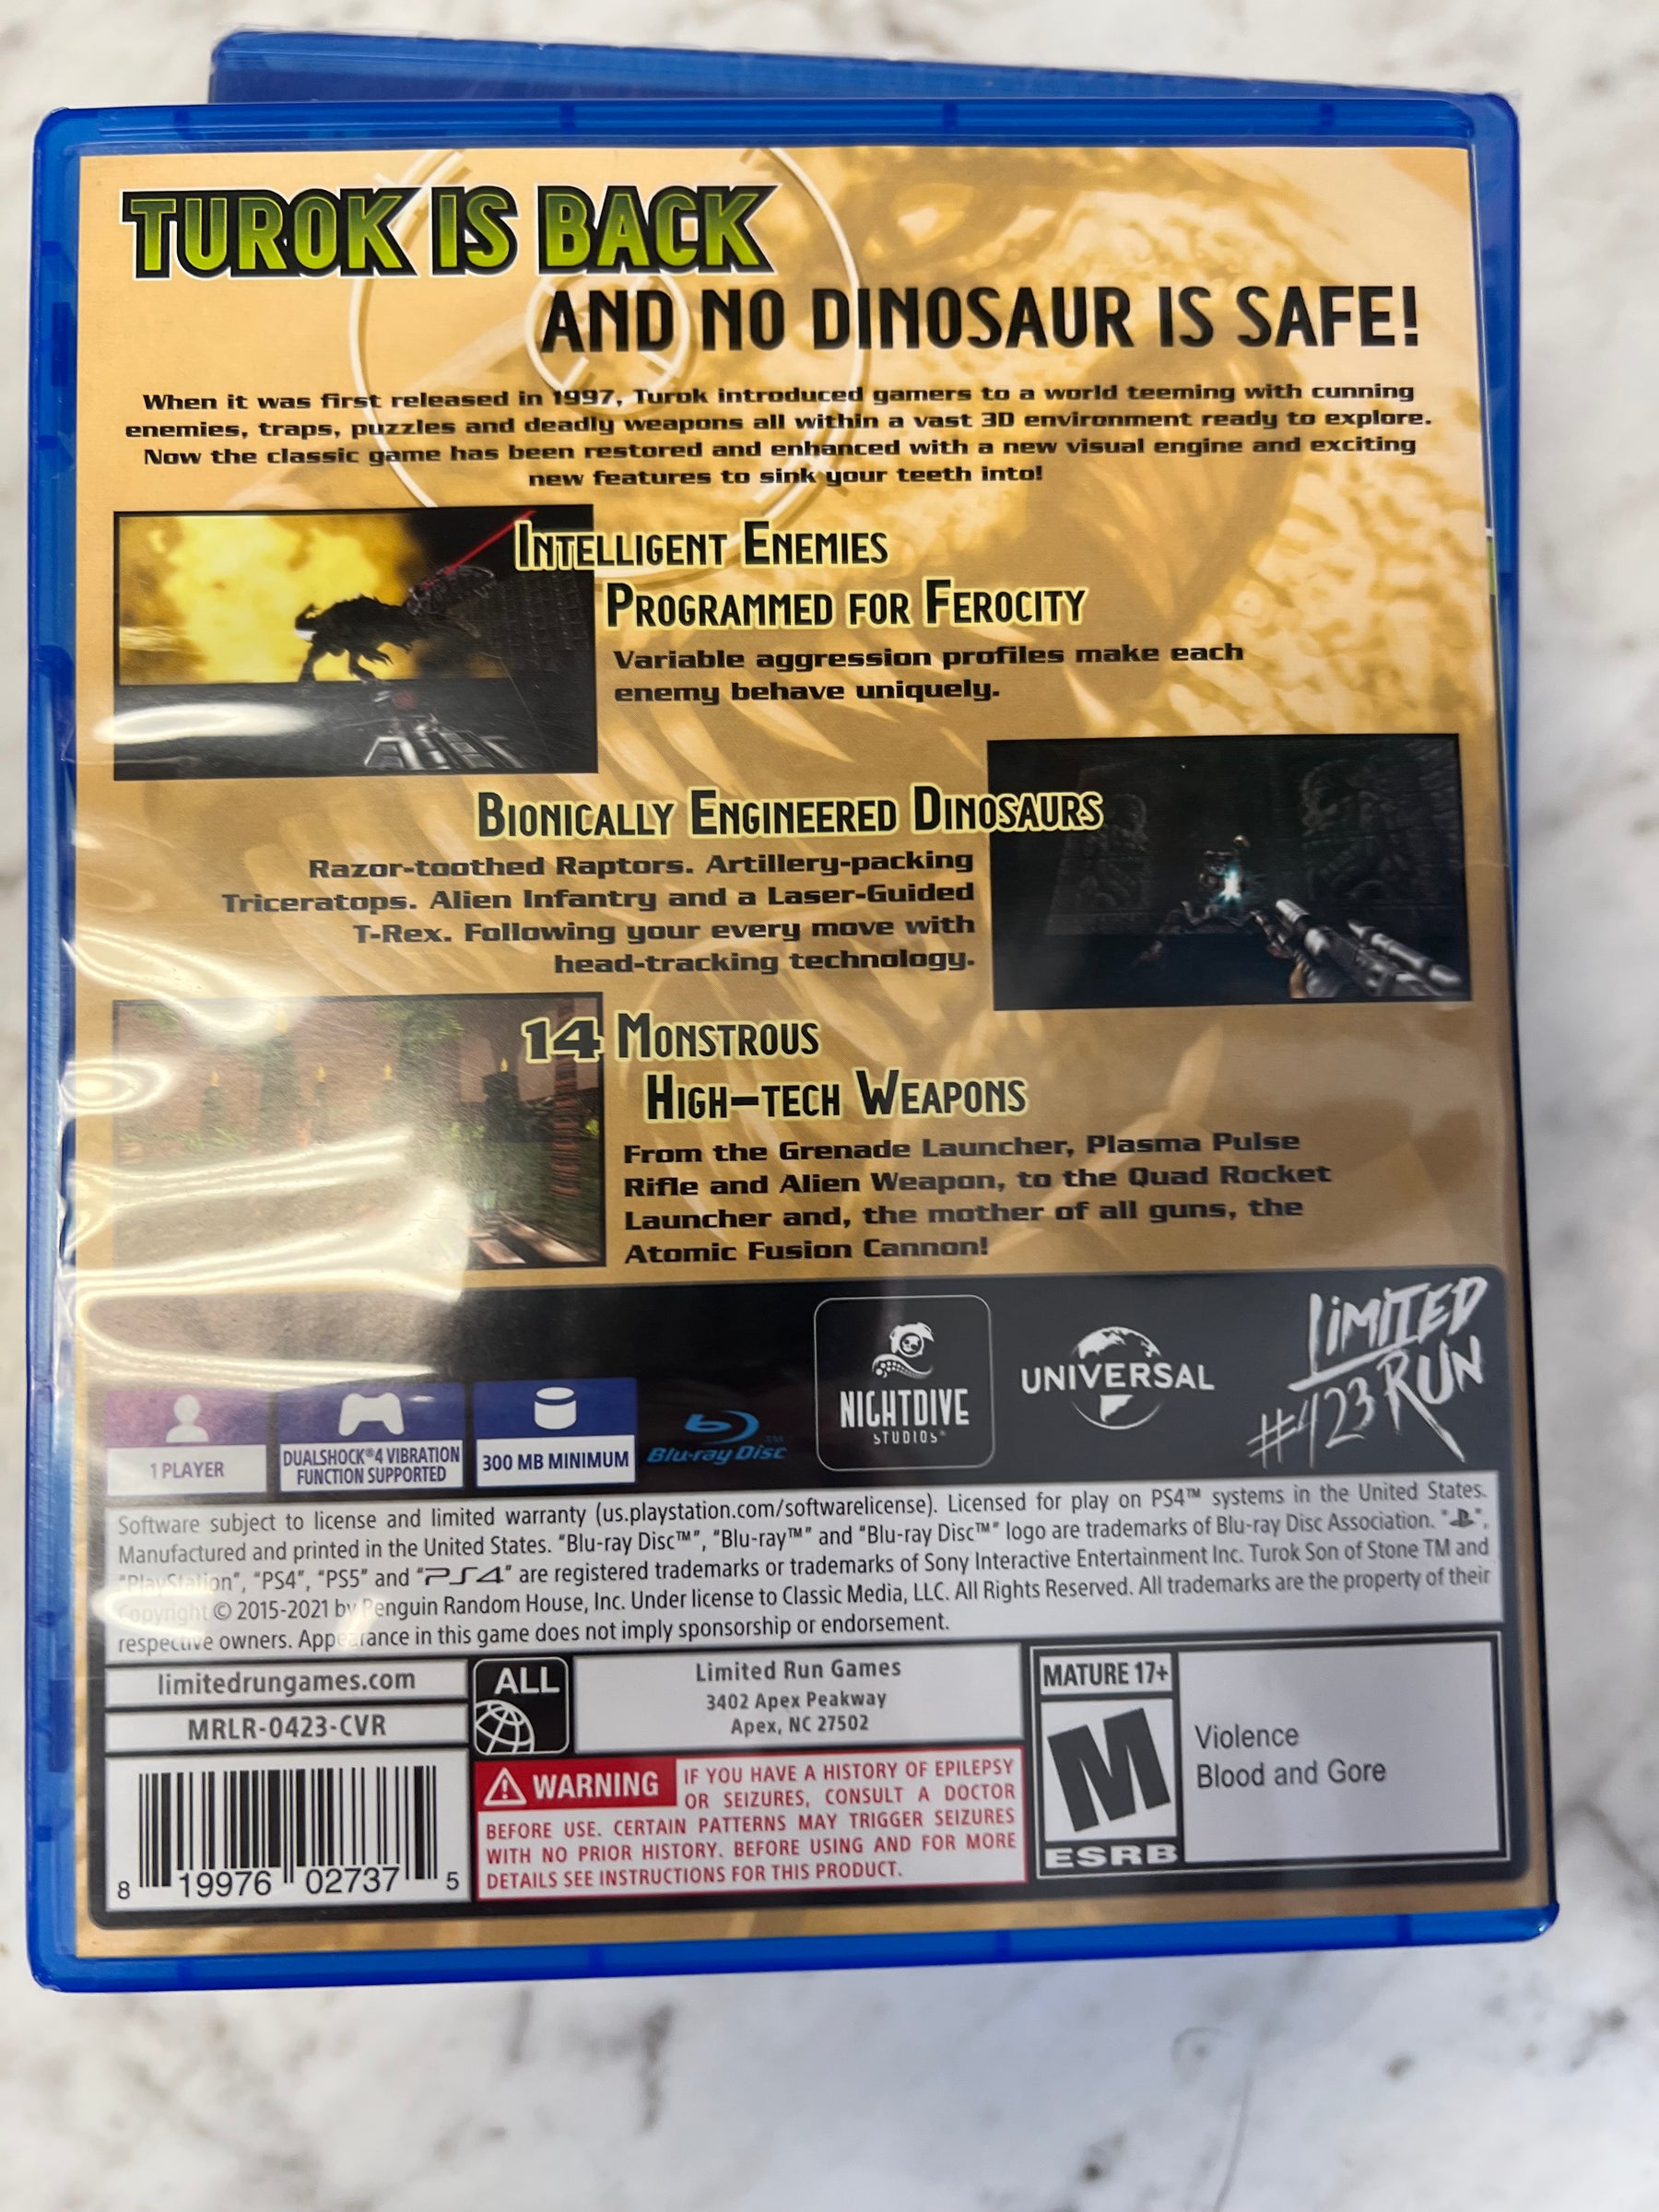 TUROK IS BACK
AND NO DINOSAUR IS SAFE!
When it was first released in 1997, Turok introduced gamers to a world teeming with cunning
enemies, traps, puzzles and deadly weapons all within a vast 3D environment ready to explore.
Now the classic game has been restored and enhanced with a new visual engine and exciting
new features to sink your teeth into!
INTELLIGENT ENEMIES
PROGRAMMED FOR FEROCITY
Variable aggression profiles make each
enemy behave uniquely.
BIONICALLY ENGINEERED DINOSAURS
Razor-toothed Raptors. Artillery-packing
Triceratops. Alien Infantry and a Laser-Guided
T-Rex. Following your every move with
head-tracking technology.
14 MONSTROUS
HIGH-TECH WEAPONS
From the Grenade Launcher, Plasma Pulse
Rifle and Alien Weapon, to the Quad Rocket
Launcher and, the mother of all guns, the
Atomic Fusion Cannon!
1 PLAYER
DUALSHOCK®4 VIBRATION
FUNCTION SUPPORTED
300 MB MINIMUM
Blu-ray Disc™
NIGHTDIVE
STUDIOS®
UNIVERSAL
LIMITED
RUN
#423
Software subject to license and limited warranty (us.playstation.com/softwarelicense). Licensed for play on PS4™ systems in the United States.
Manufactured and printed in the United States. "Blu-ray Disc™", "Blu-ray™" and "Blu-ray Disc™" logo are trademarks of Blu-ray Disc Association. "PS",
"PlayStation", "PS4", "PS5" and "PS4" are registered trademarks or trademarks of Sony Interactive Entertainment Inc. Turok Son of Stone TM and
Copyright © 2015-2021 by Penguin Random House, Inc. Under license to Classic Media, LLC. All Rights Reserved. All trademarks are the property of their
respective owners. Appearance in this game does not imply sponsorship or endorsement.
limitedrungames.com
MRLR-0423-CVR
ALL
Limited Run Games
3402 Apex Peakway
Apex, NC 27502
WARNING IF YOU HAVE A HISTORY OF EPILEPSY
OR SEIZURES, CONSULT A DOCTOR
BEFORE USE. CERTAIN PATTERNS MAY TRIGGER SEIZURES
WITH NO PRIOR HISTORY. BEFORE USING AND FOR MORE
DETAILS SEE INSTRUCTIONS FOR THIS PRODUCT.
MATURE 17+
M
ESRB
Violence
Blood and Gore
8 19976 02737 5